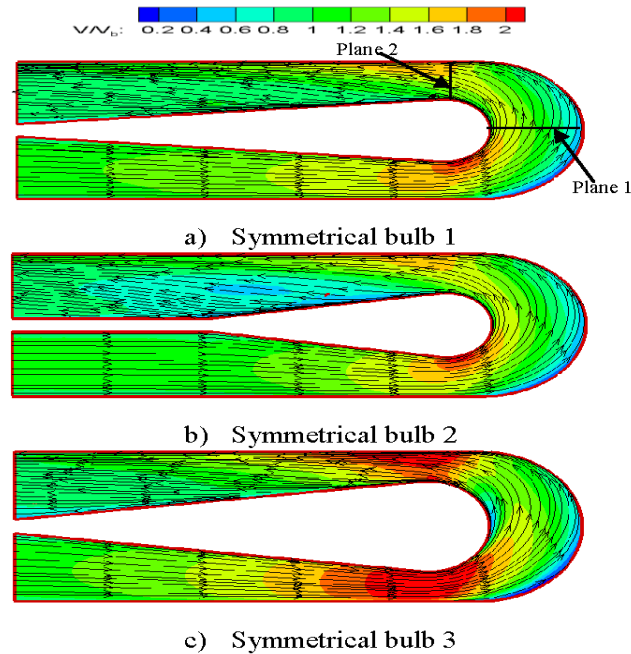 V/Vb: 0.2 0.4 0.6 0.8 1 1.2 1.4 1.6 1.8 2
Plane 2
Plane 1
a) Symmetrical bulb 1
b) Symmetrical bulb 2
c) Symmetrical bulb 3